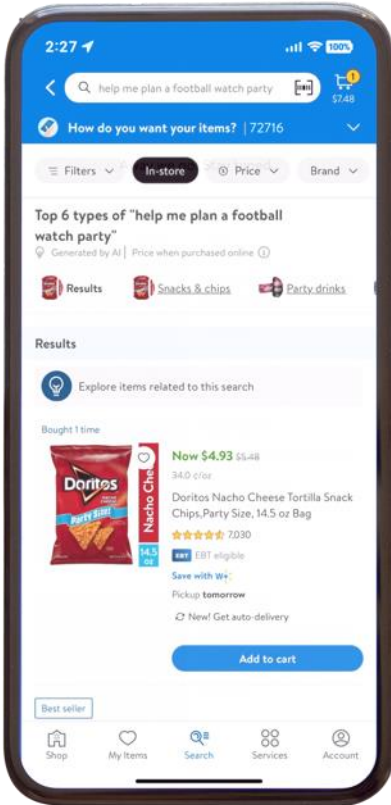 2:27
100%
help me plan a football watch party
1
$7.48
How do you want your items? | 72716
Filters
In-store
Price
Brand
Top 6 types of "help me plan a football
watch party"
Generated by AI | Price when purchased online
Results
Snacks & chips
Party drinks
Results
Explore items related to this search
Bought 1 time
Doritos
Party Size!
Nacho Che
14.5
oz
Now $4.93 $5.48
34.0 ¢/oz
Doritos Nacho Cheese Tortilla Snack
Chips,Party Size, 14.5 oz Bag
7,030
EBT EBT eligible
Save with W+
Pickup tomorrow
New! Get auto-delivery
Add to cart
Best seller
Shop
My Items
Search
Services
Account